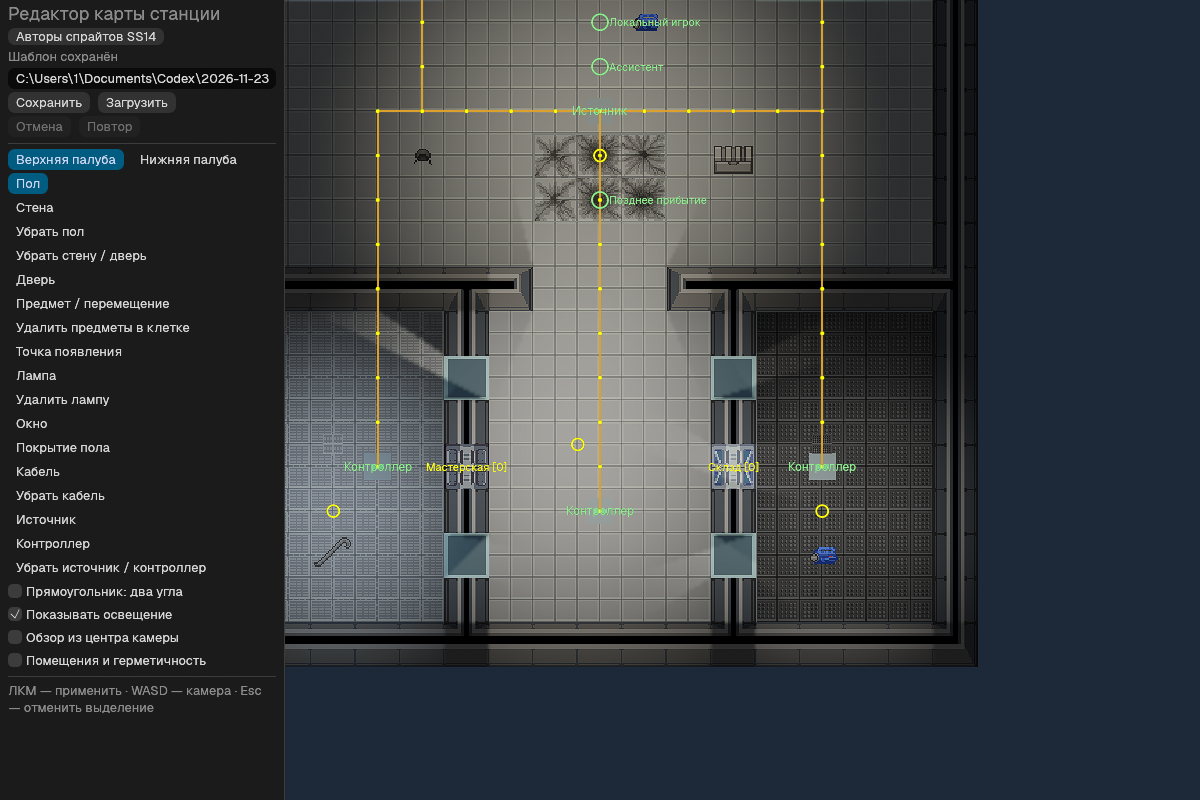 Редактор карты станции
Авторы спрайтов SS14
Шаблон сохранён
C:\Users\1\Documents\Codex\2026-11-23
Сохранить
Загрузить
Отмена
Повтор
Верхняя палуба
Нижняя палуба
Пол
Стена
Убрать пол
Убрать стену / дверь
Дверь
Предмет / перемещение
Удалить предметы в клетке
Точка появления
Лампа
Удалить лампу
Окно
Покрытие пола
Кабель
Убрать кабель
Источник
Контроллер
Убрать источник / контроллер
Прямоугольник: два угла
Показывать освещение
Обзор из центра камеры
Помещения и герметичность
ЛКМ — применить · WASD — камера · Esc
— отменить выделение
Локальный игрок
Ассистент
Источник
Позднее прибытие
Контроллер
Мастерская [0]
Склад [0]
Контроллер
Контроллер